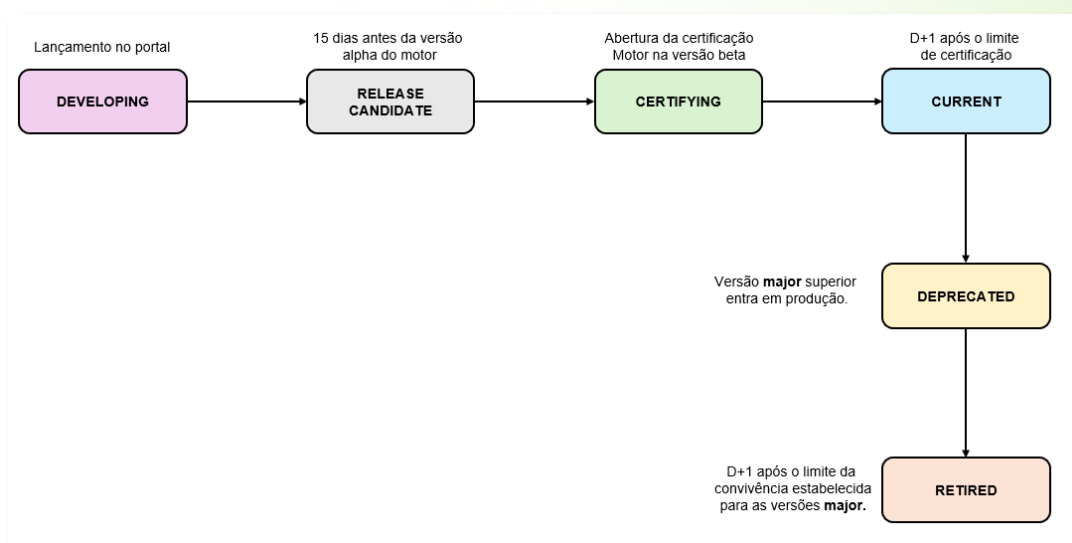 Lançamento no portal
DEVELOPING
15 dias antes da versão
alpha do motor
RELEASE
CANDIDATE
Abertura da certificação
Motor na versão beta
CERTIFYING
D+1 após o limite
de certificação
CURRENT
Versão major superior
entra em produção.
DEPRECATED
D+1 após o limite da
convivência estabelecida
para as versões major.
RETIRED